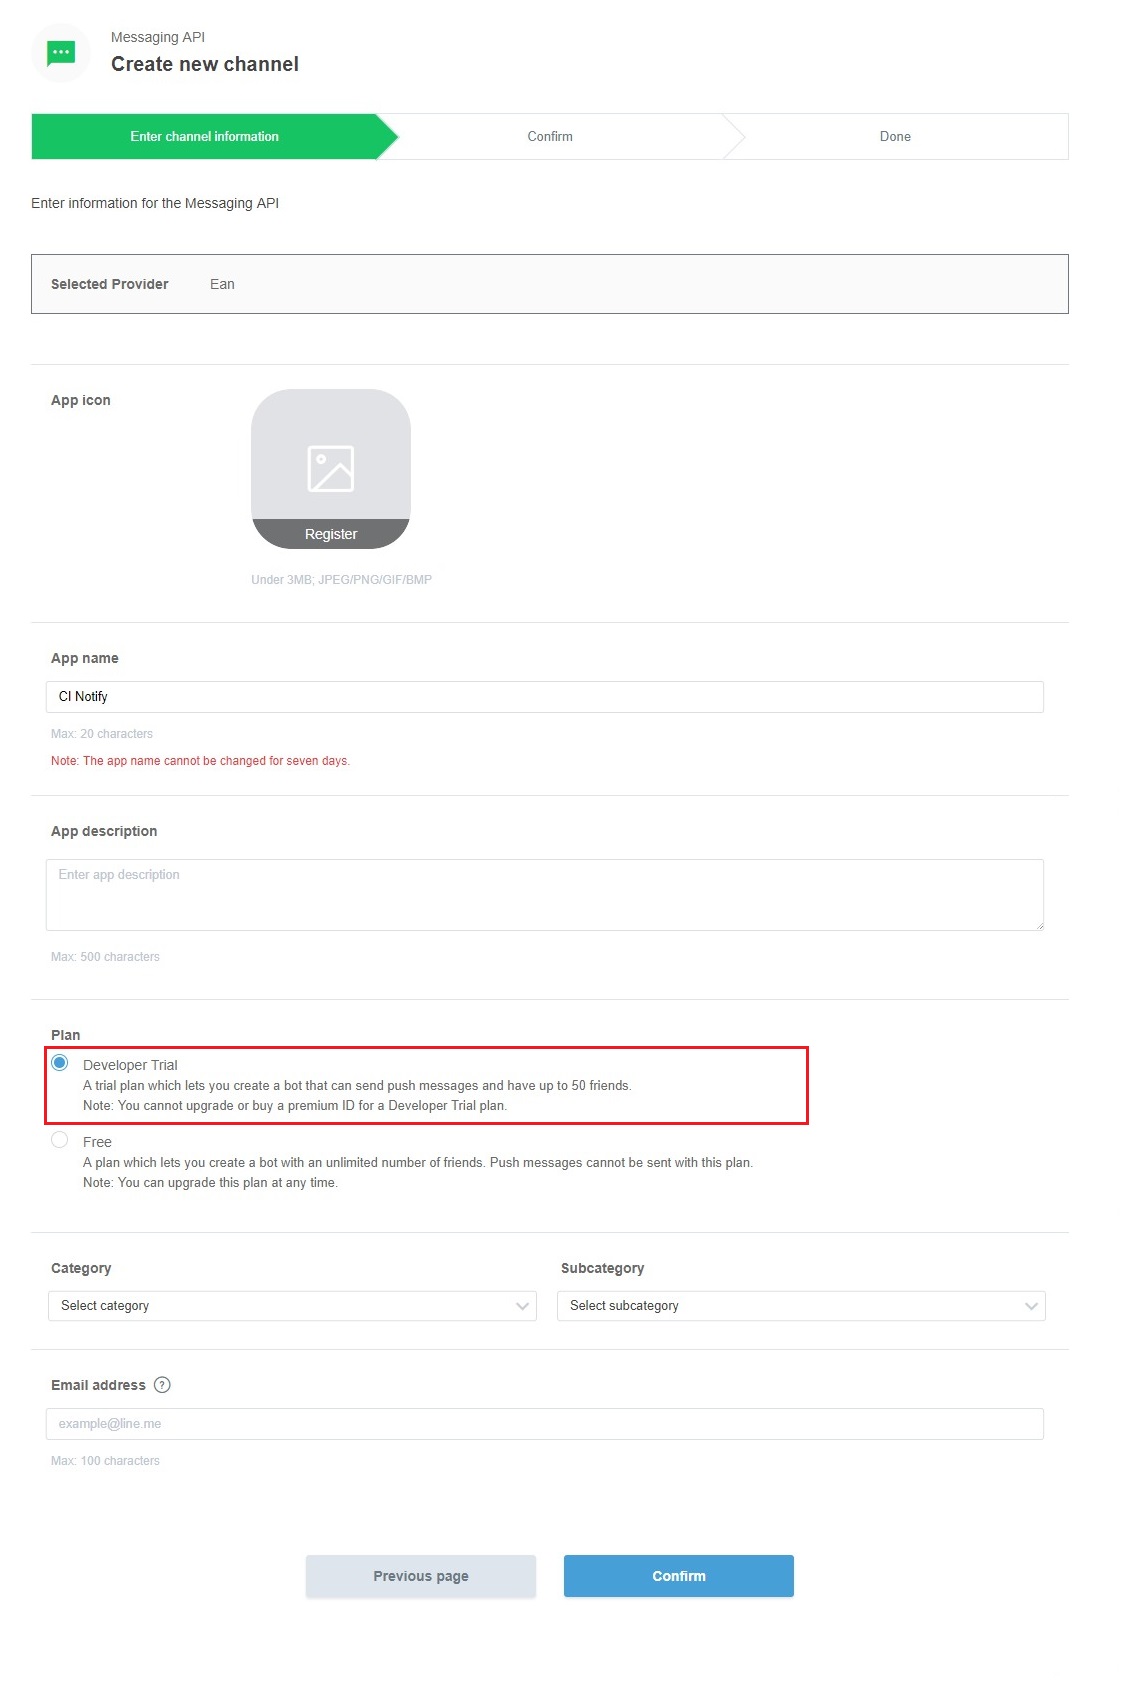 Messaging API
Create new channel
Enter channel information
Confirm
Done
Enter information for the Messaging API
Selected Provider
Ean
App icon
Register
Under 3MB; JPEG/PNG/GIF/BMP
App name
CI Notify
Max: 20 characters
Note: The app name cannot be changed for seven days.
App description
Enter app description
Max: 500 characters
Plan
Developer Trial
A trial plan which lets you create a bot that can send push messages and have up to 50 friends.
Note: You cannot upgrade or buy a premium ID for a Developer Trial plan.
Free
A plan which lets you create a bot with an unlimited number of friends. Push messages cannot be sent with this plan.
Note: You can upgrade this plan at any time.
Category
Subcategory
Select category
Select subcategory
Email address ?
example@line.me
Max: 100 characters
Previous page
Confirm